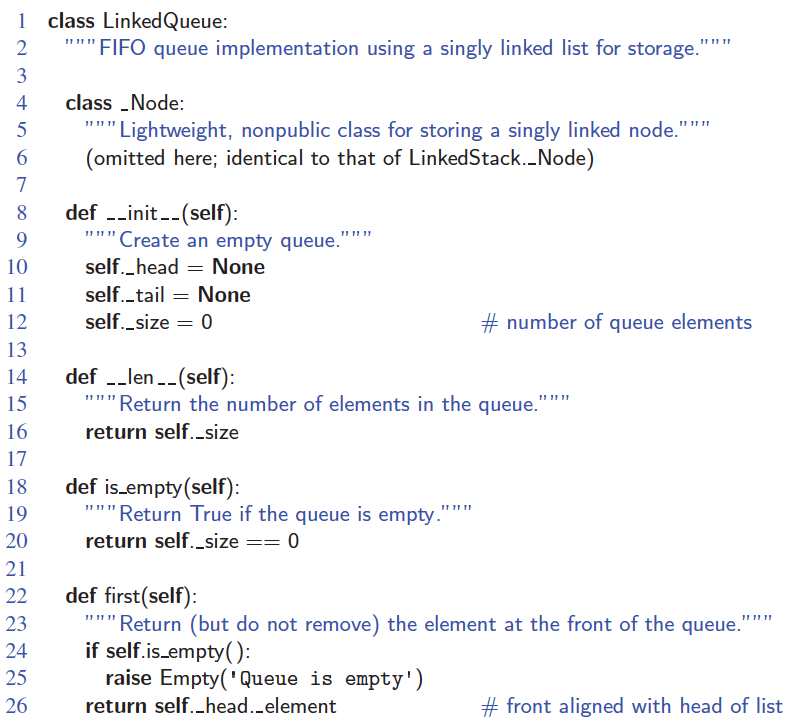 1 class LinkedQueue:
2 """FIFO queue implementation using a singly linked list for storage."""
3
4 class _Node:
5 """Lightweight, nonpublic class for storing a singly linked node."""
6 (omitted here; identical to that of LinkedStack._Node)
7
8 def __init__(self):
9 """Create an empty queue."""
10 self._head = None
11 self._tail = None
12 self._size = 0 # number of queue elements
13
14 def __len__(self):
15 """Return the number of elements in the queue."""
16 return self._size
17
18 def is_empty(self):
19 """Return True if the queue is empty."""
20 return self._size == 0
21
22 def first(self):
23 """Return (but do not remove) the element at the front of the queue."""
24 if self.is_empty():
25 raise Empty('Queue is empty')
26 return self._head._element # front aligned with head of list